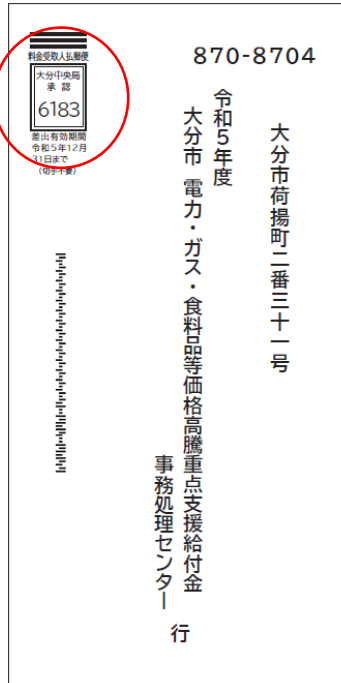 料金受取人払郵便
大分中央局
承認
6183
差出有効期間
令和5年12月
31日まで
(切手不要)
870-8704
大分市荷揚町二番三十一号
令和5年度
大分市 電力・ガス・食料品等価格高騰重点支援給付金
事務処理センター
行